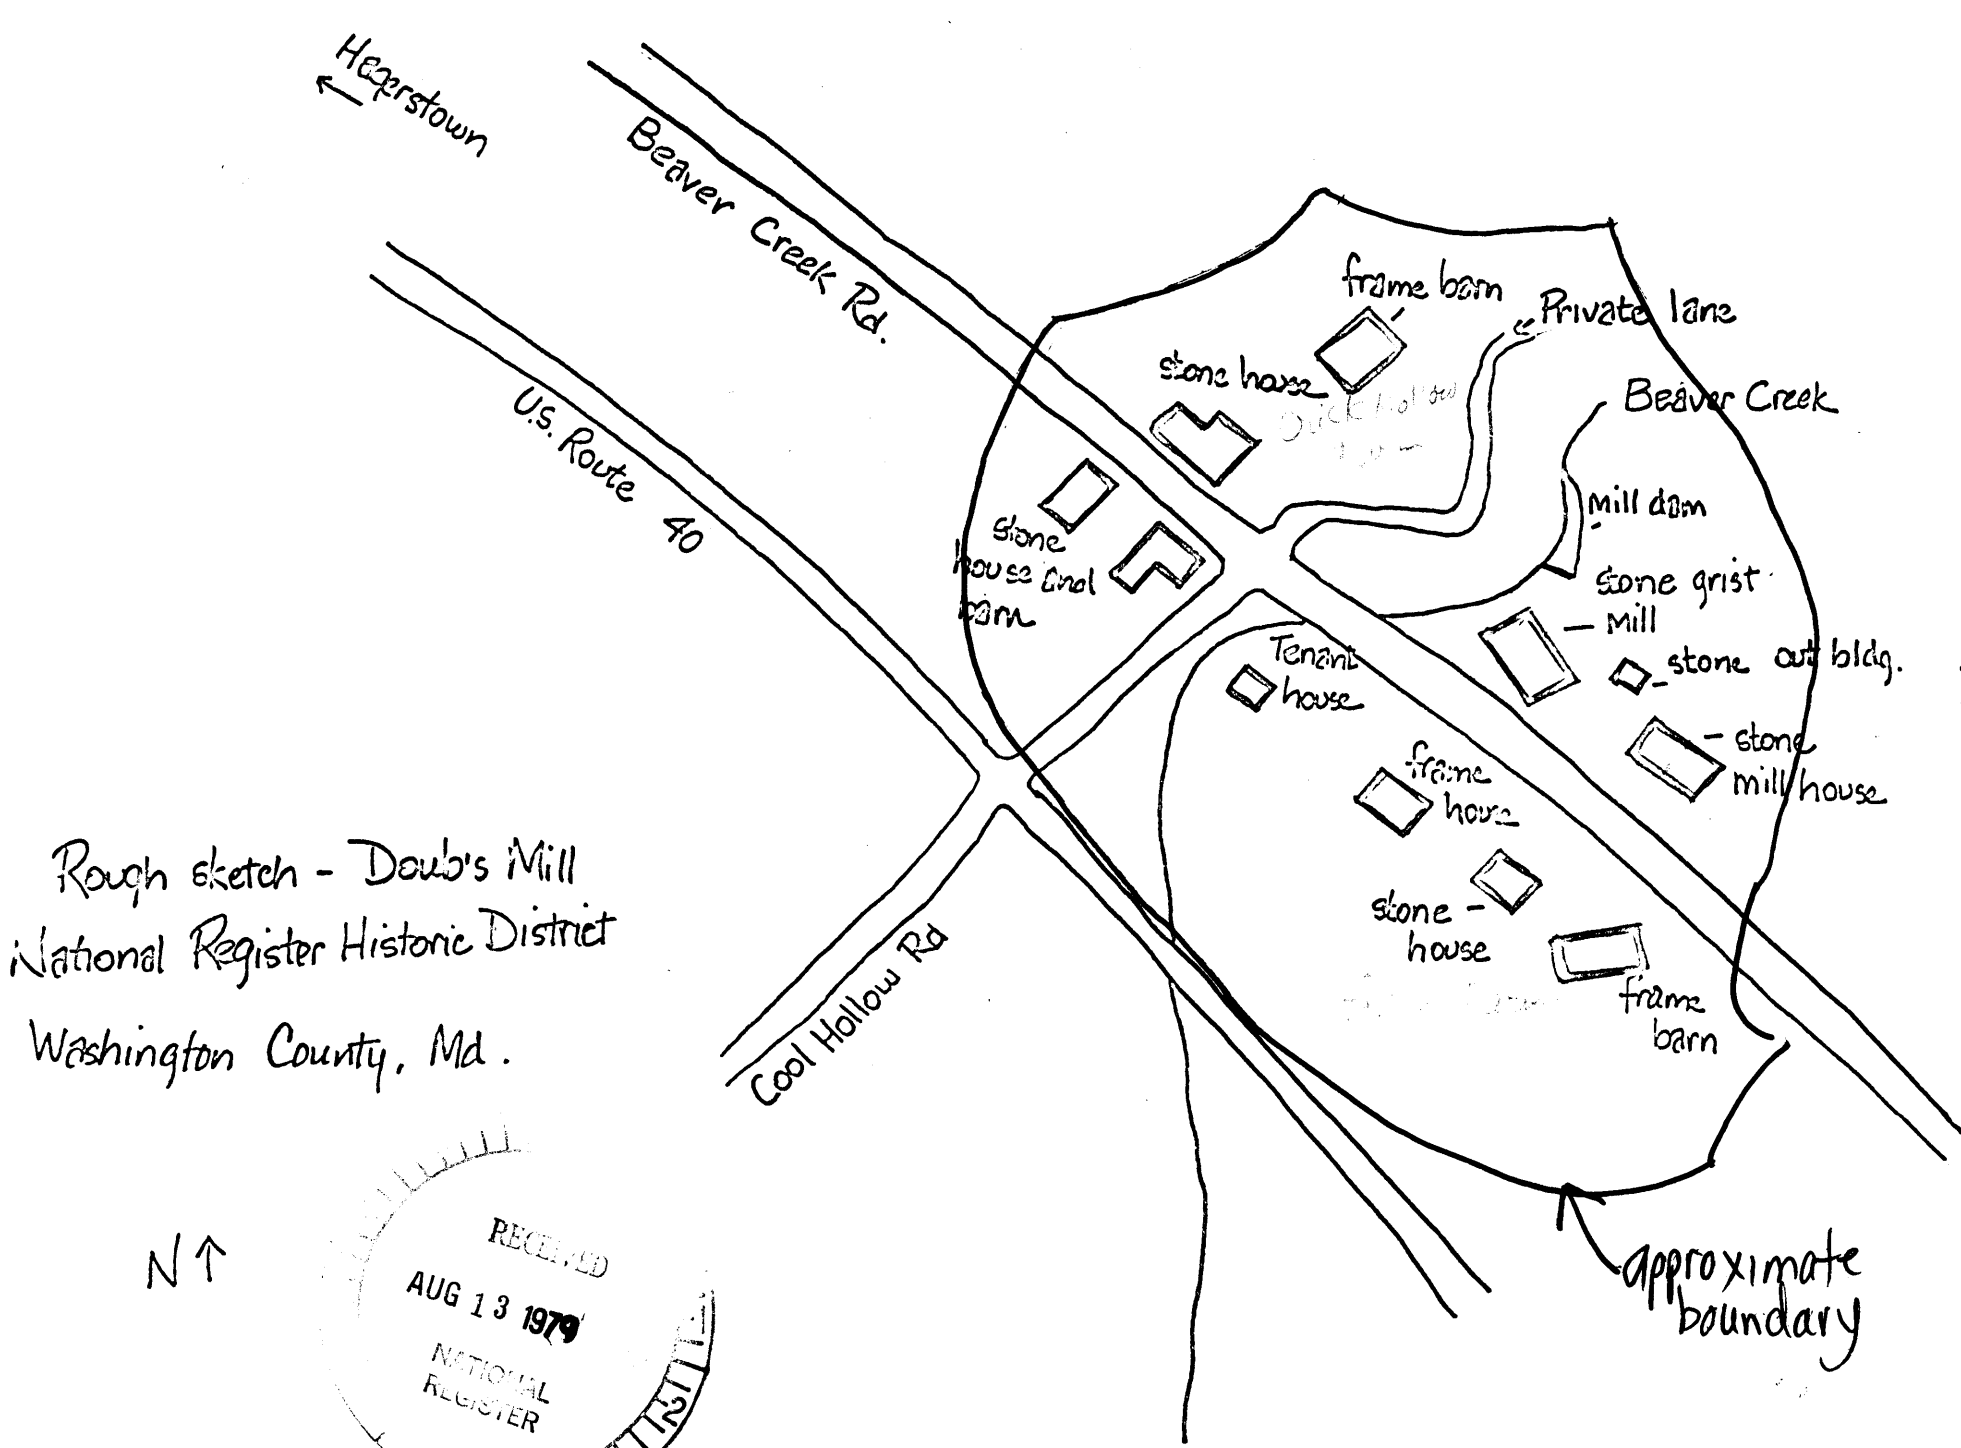 Hagerstown
Beaver Creek Rd.
U.S. Route 40
frame barn
Private lane
stone house
Beaver Creek
Mill dam
stone
house and
barn
stone grist
Mill
stone out bldg.
Tenant
house
stone
mill house
frame
house
stone
house
frame
barn
Cool Hollow Rd
Rough sketch - Doub's Mill
National Register Historic District
Washington County, Md.
N
RECEIVED
AUG 13 1979
NATIONAL
REGISTER
2
approximate
boundary